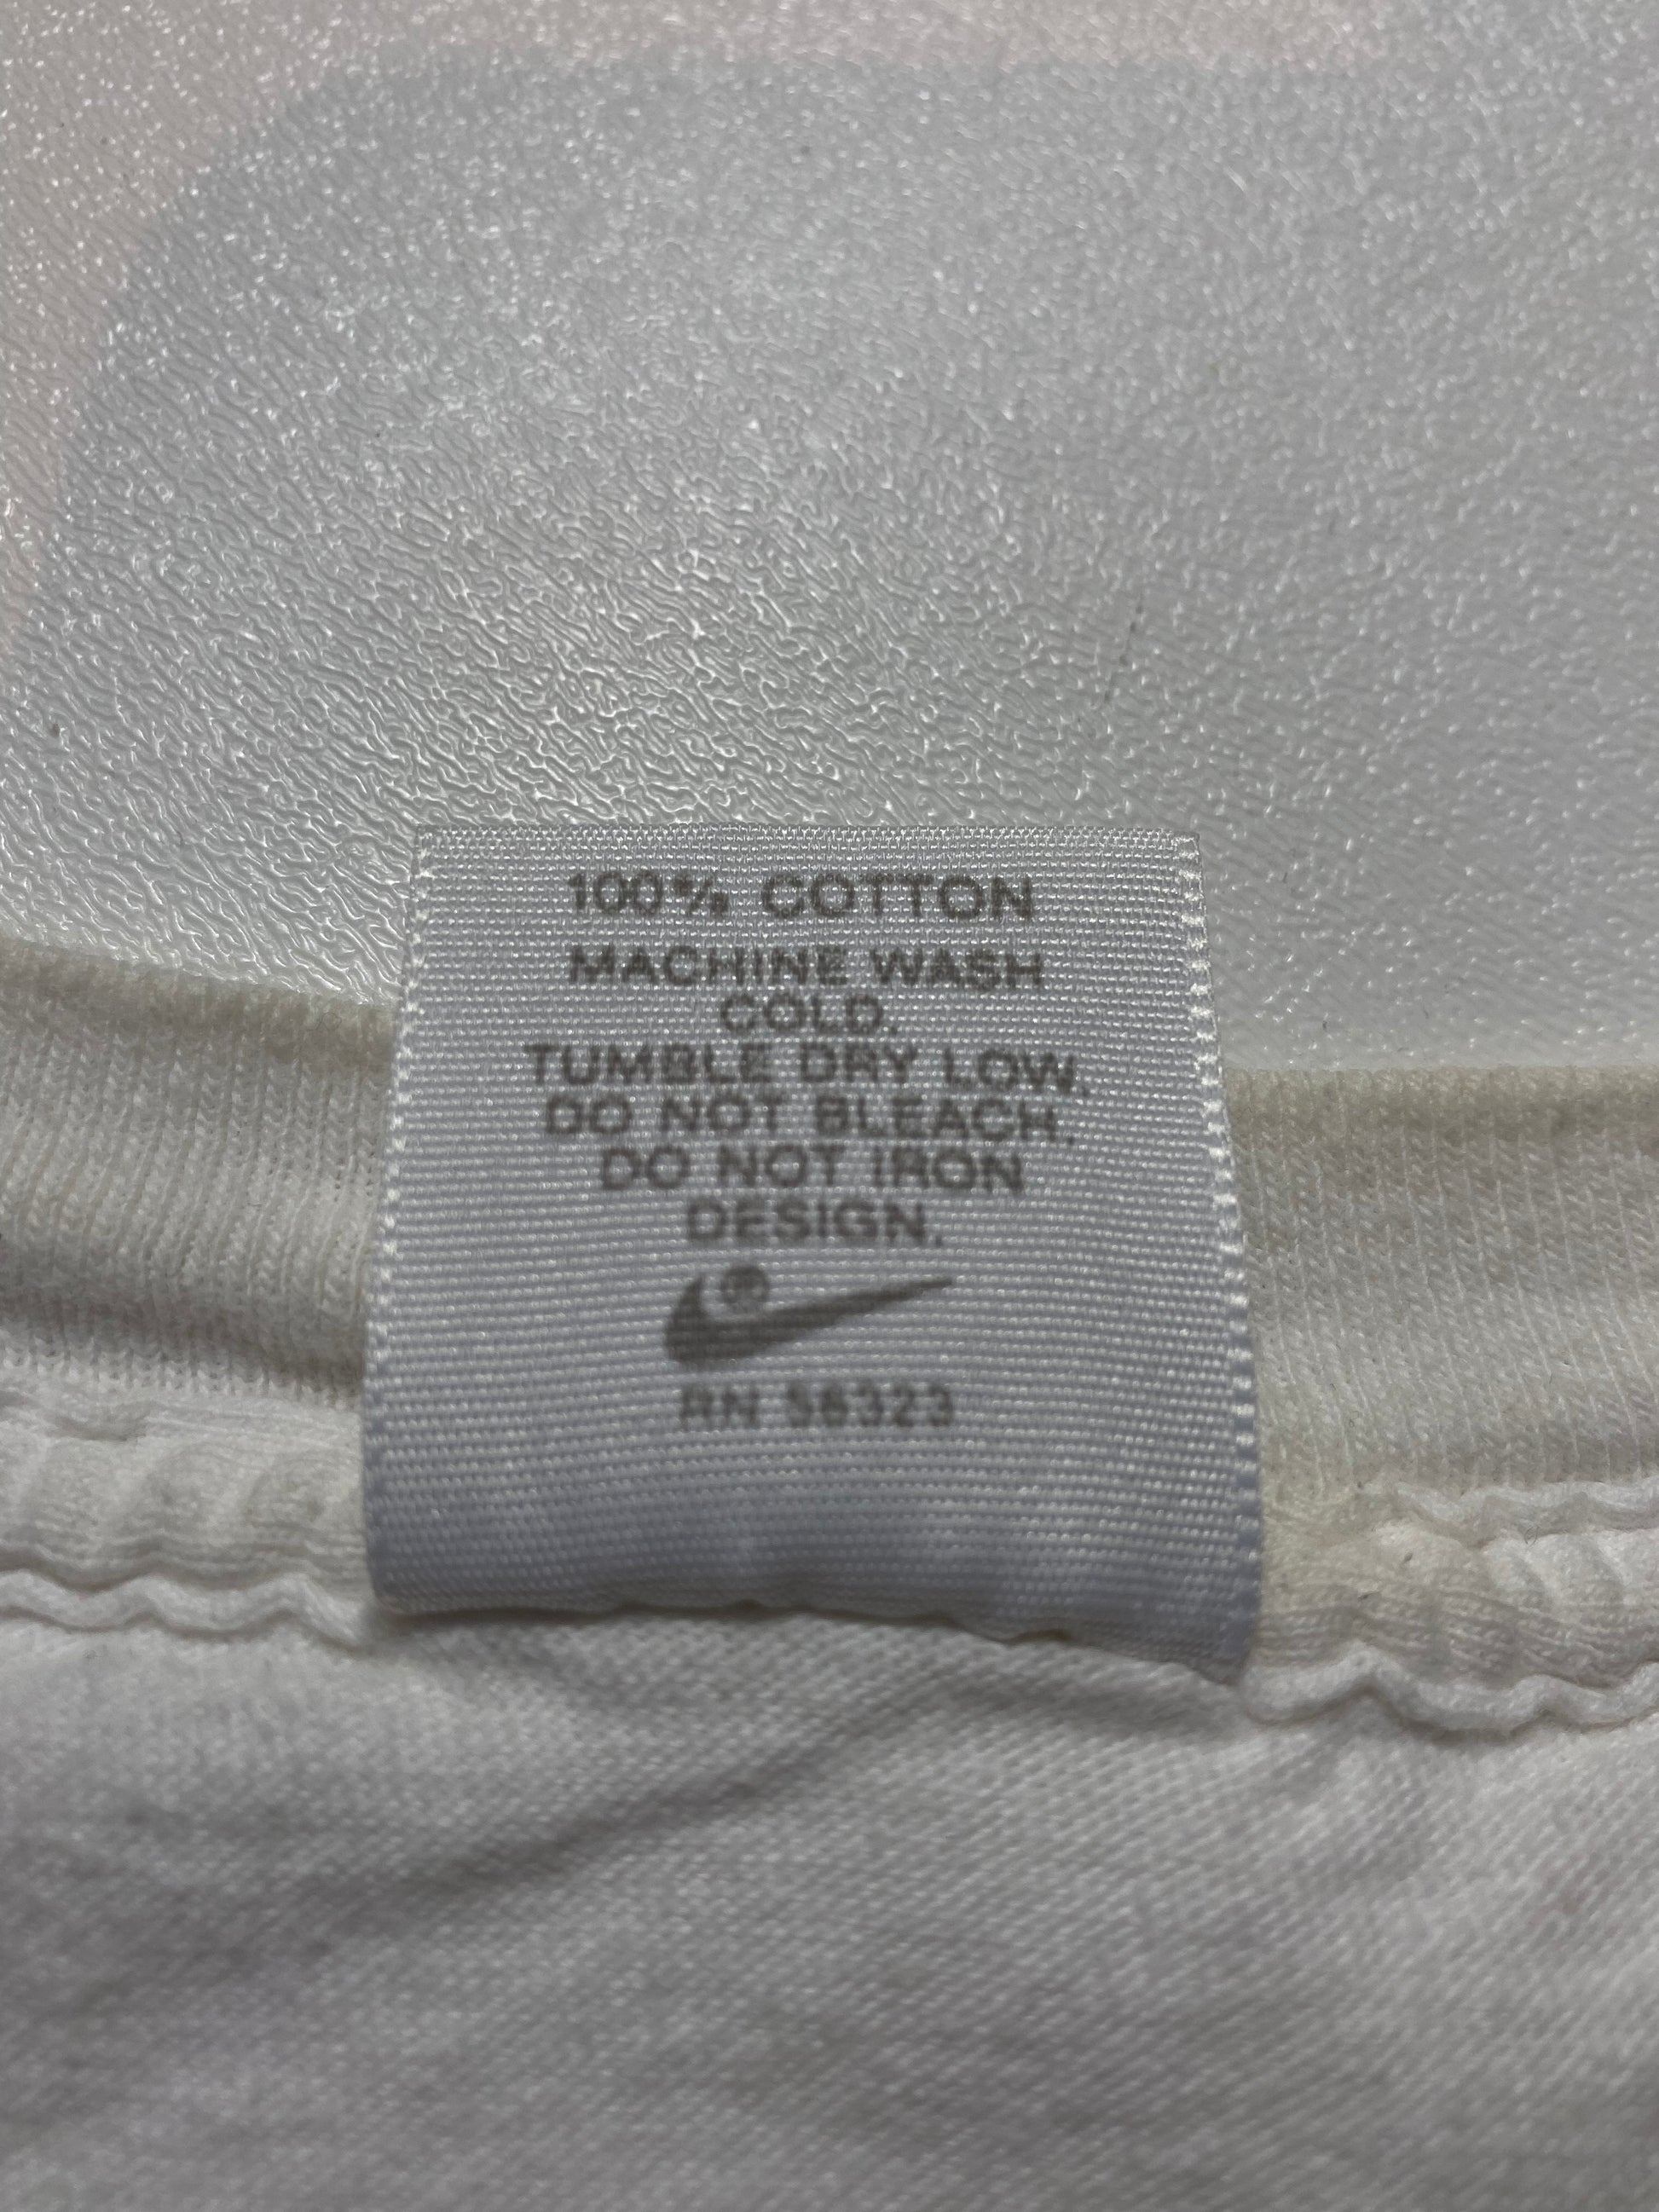 100% COTTON
MACHINE WASH
COLD.
TUMBLE DRY LOW.
DO NOT BLEACH.
DO NOT IRON
DESIGN.
®
RN 56323